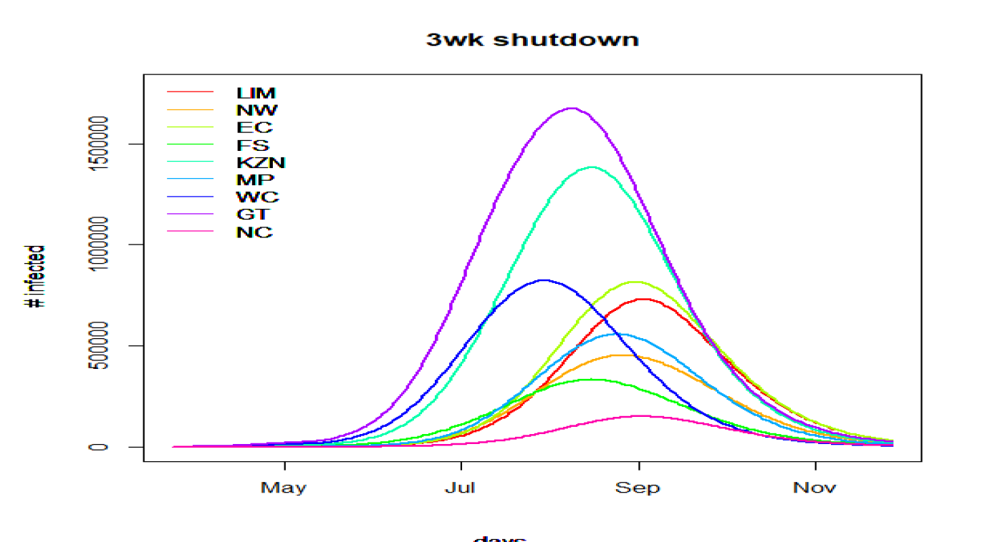 3wk shutdown
LIM
NW
EC
FS
KZN
MP
WC
GT
NC
# infected
1500000
1000000
500000
0
May Jul Sep Nov
days